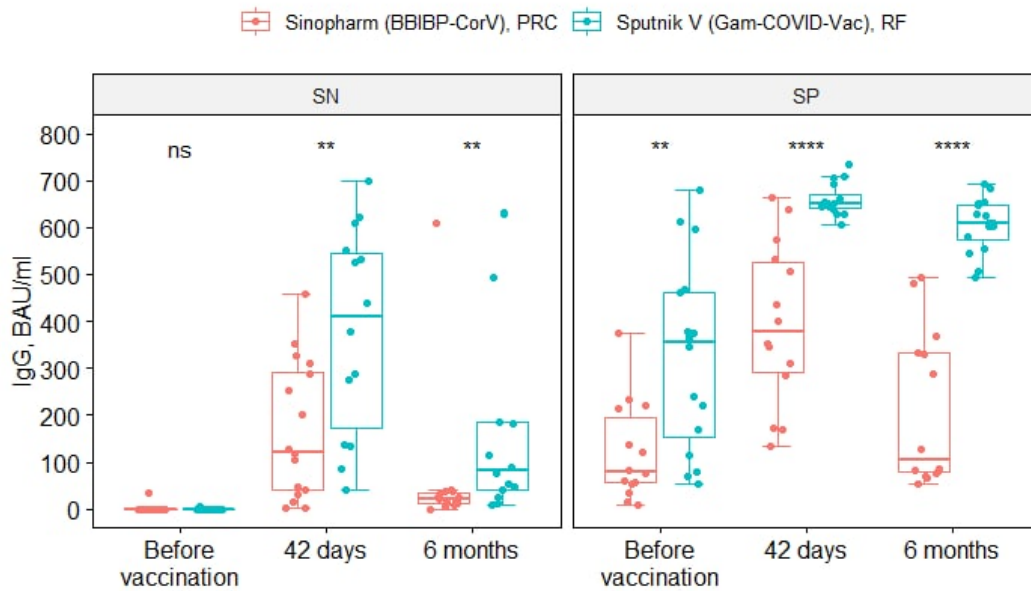 Sinopharm (BBIBP-CorV), PRC Sputnik V (Gam-COVID-Vac), RF
SN SP
800
ns ** ** ** **** ****
700
600
500
400
300
200
100
0
IgG, BAU/ml
Before vaccination 42 days 6 months Before vaccination 42 days 6 months